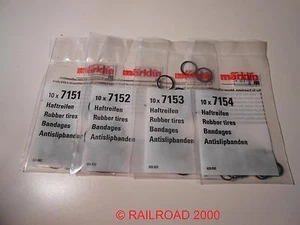 märklin
märklin
märklin
10 x 7151
Haftreifen
Rubber tires
Bandages
Antislipbanden
10 x 7152
Haftreifen
Rubber tires
Bandages
Antislipbanden
10 x 7153
Haftreifen
Rubber tires
Bandages
Antislipbanden
10 x 7154
Haftreifen
Rubber tires
Bandages
Antislipbanden
© RAILROAD 2000